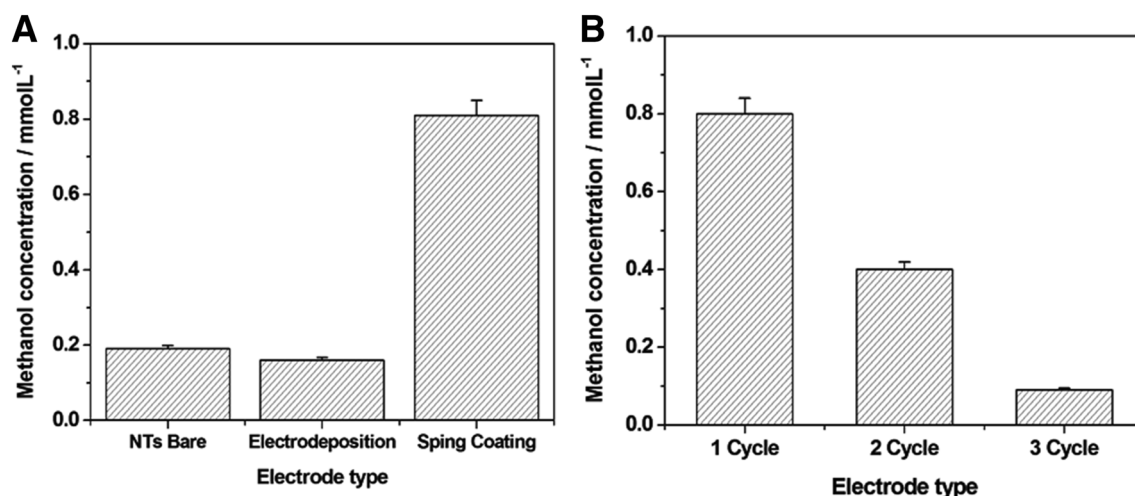 A
Methanol concentration / mmolL⁻¹
1.0
0.8
0.6
0.4
0.2
0.0
NTs Bare Electrodeposition Sping Coating
Electrode type
B
Methanol concentration / mmolL⁻¹
1.0
0.8
0.6
0.4
0.2
0.0
1 Cycle 2 Cycle 3 Cycle
Electrode type